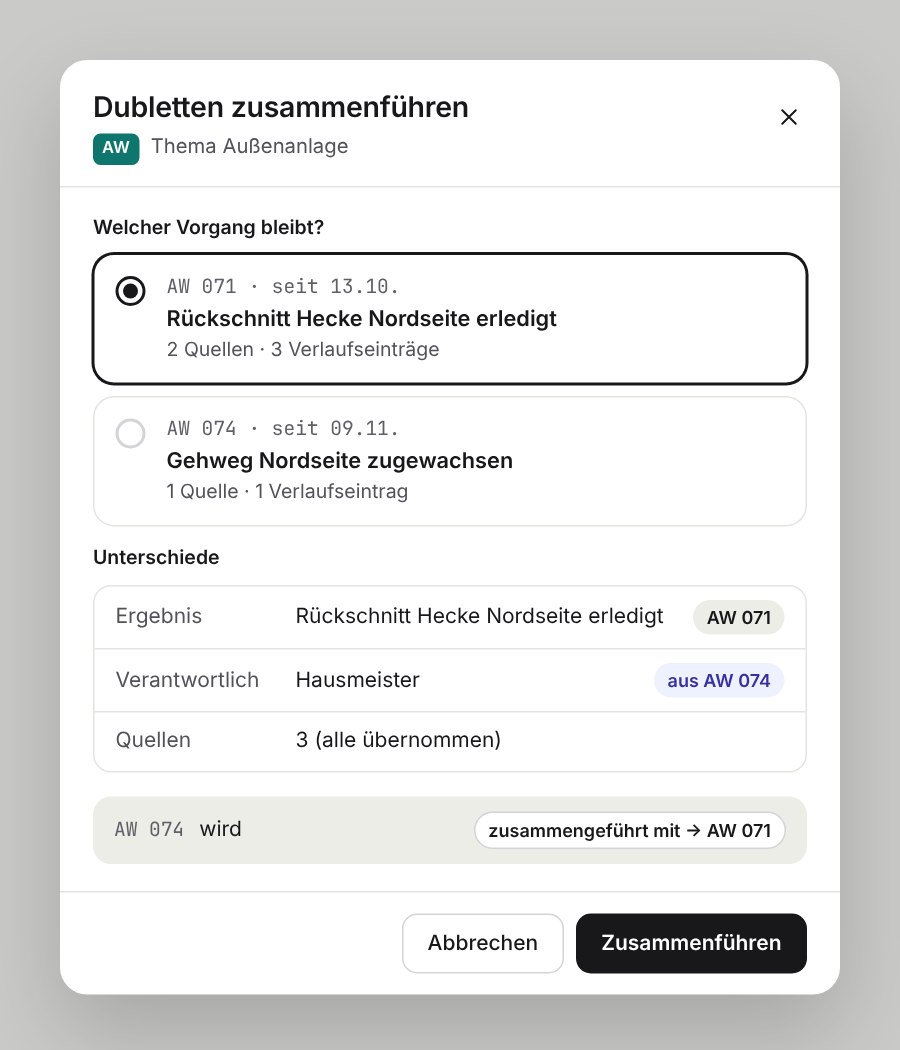 Dubletten zusammenführen
AW Thema Außenanlage
Welcher Vorgang bleibt?
AW 071 · seit 13.10.
Rückschnitt Hecke Nordseite erledigt
2 Quellen · 3 Verlaufseinträge
AW 074 · seit 09.11.
Gehweg Nordseite zugewachsen
1 Quelle · 1 Verlaufseintrag
Unterschiede
Ergebnis Rückschnitt Hecke Nordseite erledigt AW 071
Verantwortlich Hausmeister aus AW 074
Quellen 3 (alle übernommen)
AW 074 wird zusammengeführt mit → AW 071
Abbrechen Zusammenführen